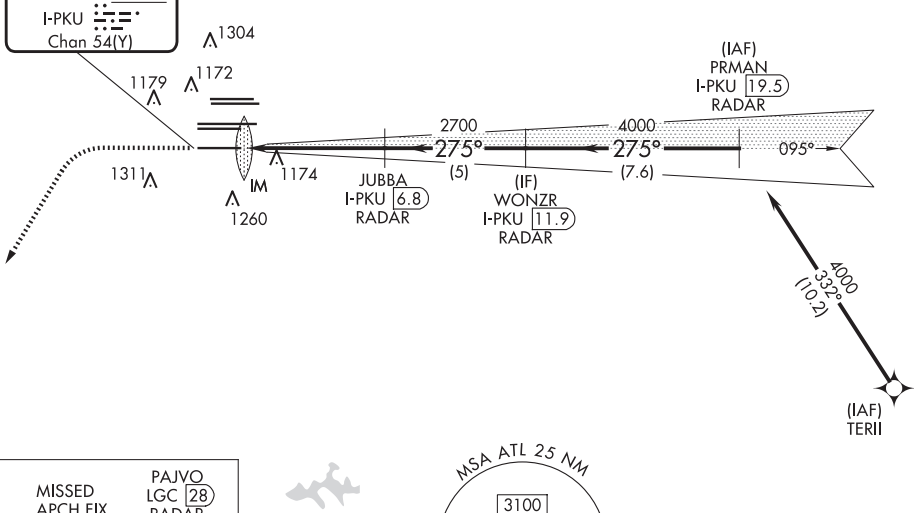 I-PKU
Chan 54(Y)
1304
1172
1179
1311
1260
IM
1174
2700
275°
(5)
JUBBA
I-PKU 6.8
RADAR
4000
275°
(7.6)
(IF)
WONZR
I-PKU 11.9
RADAR
(IAF)
PRMAN
I-PKU 19.5
RADAR
095°
4000
332°
(10.2)
(IAF)
TERII
MISSED
APCH FIX
PAJVO
LGC 28
RADAR
MSA ATL 25 NM
3100